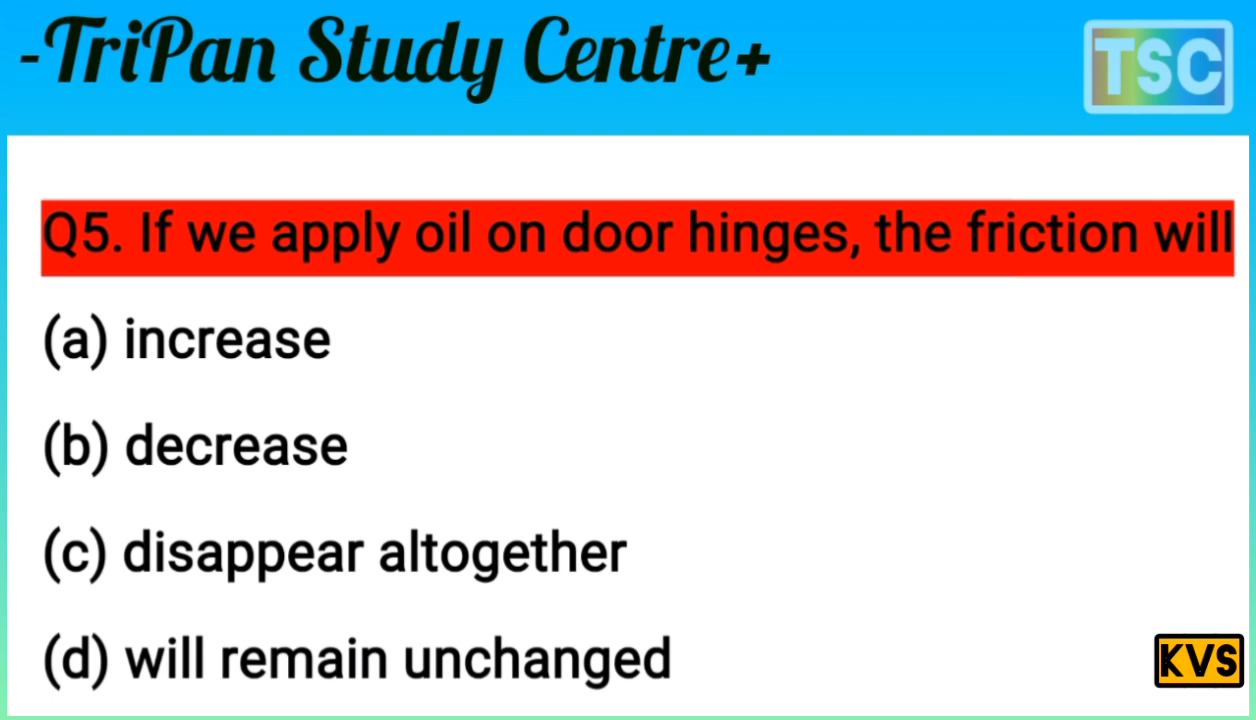 -TriPan Study Centre+
TSC
Q5. If we apply oil on door hinges, the friction will
(a) increase
(b) decrease
(c) disappear altogether
(d) will remain unchanged
KVS